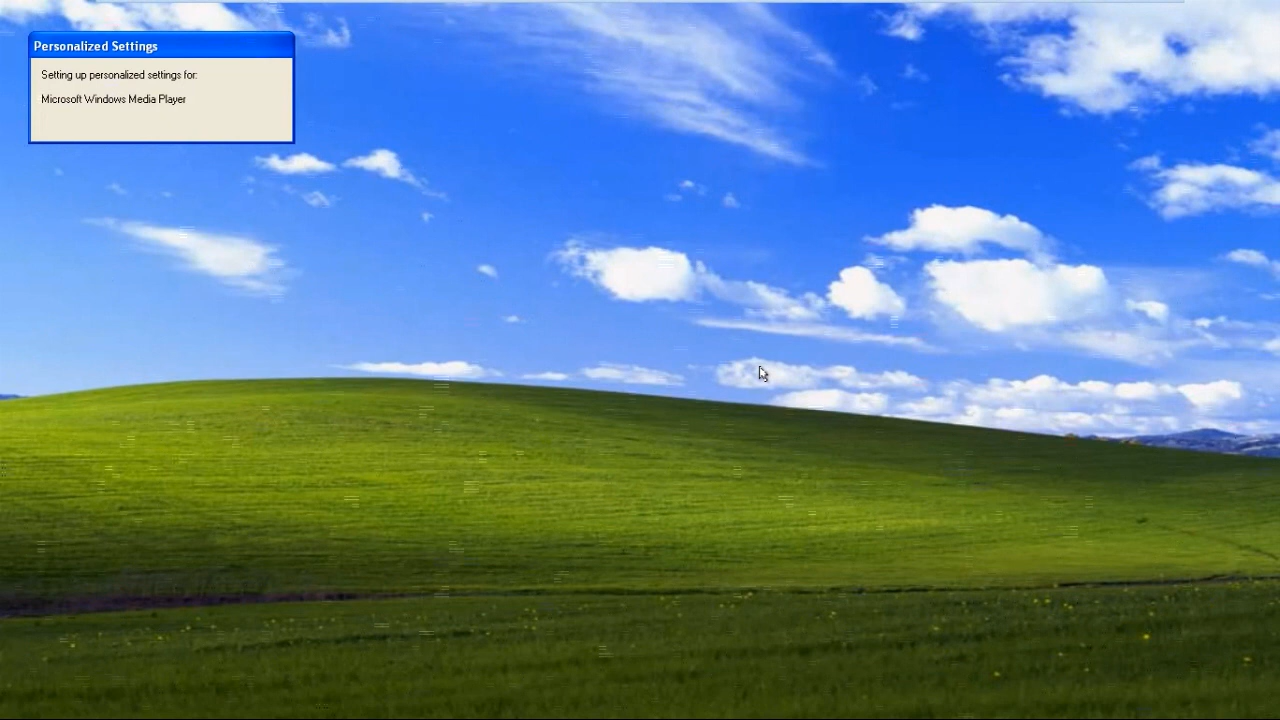 Personalized Settings
Setting up personalized settings for:
Microsoft Windows Media Player